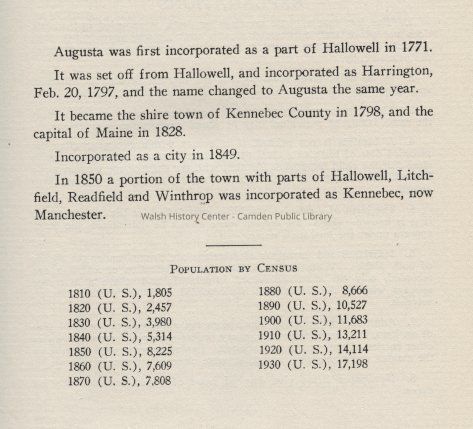 Augusta was first incorporated as a part of Hallowell in 1771.
It was set off from Hallowell, and incorporated as Harrington,
Feb. 20, 1797, and the name changed to Augusta the same year.
It became the shire town of Kennebec County in 1798, and the
capital of Maine in 1828.
Incorporated as a city in 1849.
In 1850 a portion of the town with parts of Hallowell, Litch-
field, Readfield and Winthrop was incorporated as Kennebec, now
Manchester.
Walsh History Center - Camden Public Library
Population by Census
1810 (U. S.), 1,805
1820 (U. S.), 2,457
1830 (U. S.), 3,980
1840 (U. S.), 5,314
1850 (U. S.), 8,225
1860 (U. S.), 7,609
1870 (U. S.), 7,808
1880 (U. S.), 8,666
1890 (U. S.), 10,527
1900 (U. S.), 11,683
1910 (U. S.), 13,211
1920 (U. S.), 14,114
1930 (U. S.), 17,198